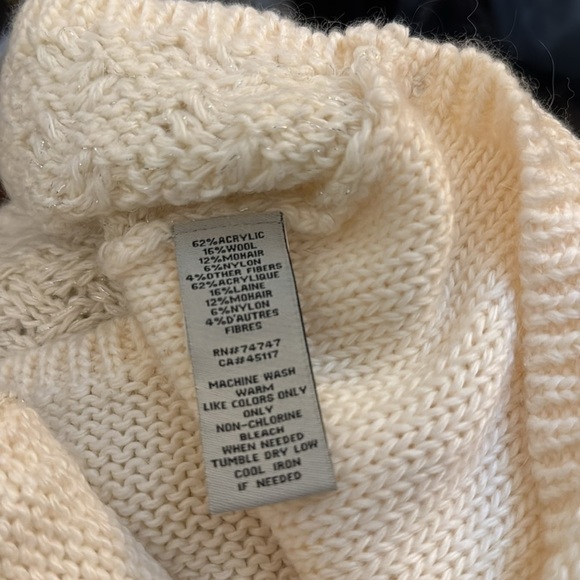 62%ACRYLIC
16%WOOL
12%MOHAIR
6%NYLON
4%OTHER FIBERS
62%ACRYLIQUE
16%LAINE
12%MOHAIR
6%NYLON
4%D'AUTRES
FIBRES
RN#74747
CA#45117
MACHINE WASH
WARM
LIKE COLORS ONLY
ONLY
NON-CHLORINE
BLEACH
WHEN NEEDED
TUMBLE DRY LOW
COOL IRON
IF NEEDED